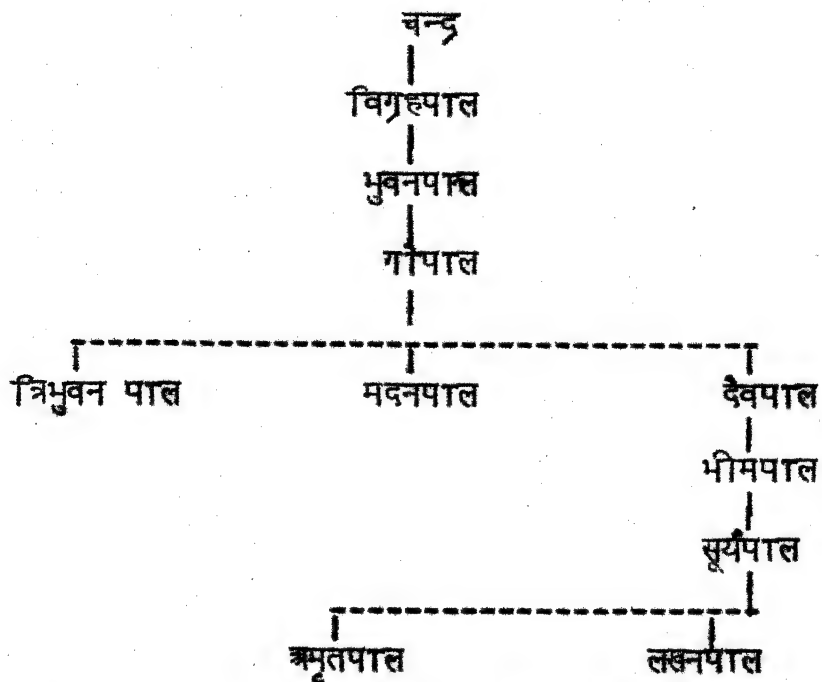 चन्द्र
विग्रहपाल
भुवनपाल
गोपाल
त्रिभुवन पाल मदनपाल देवपाल
भीमपाल
सूर्यपाल
अमृतपाल लखनपाल